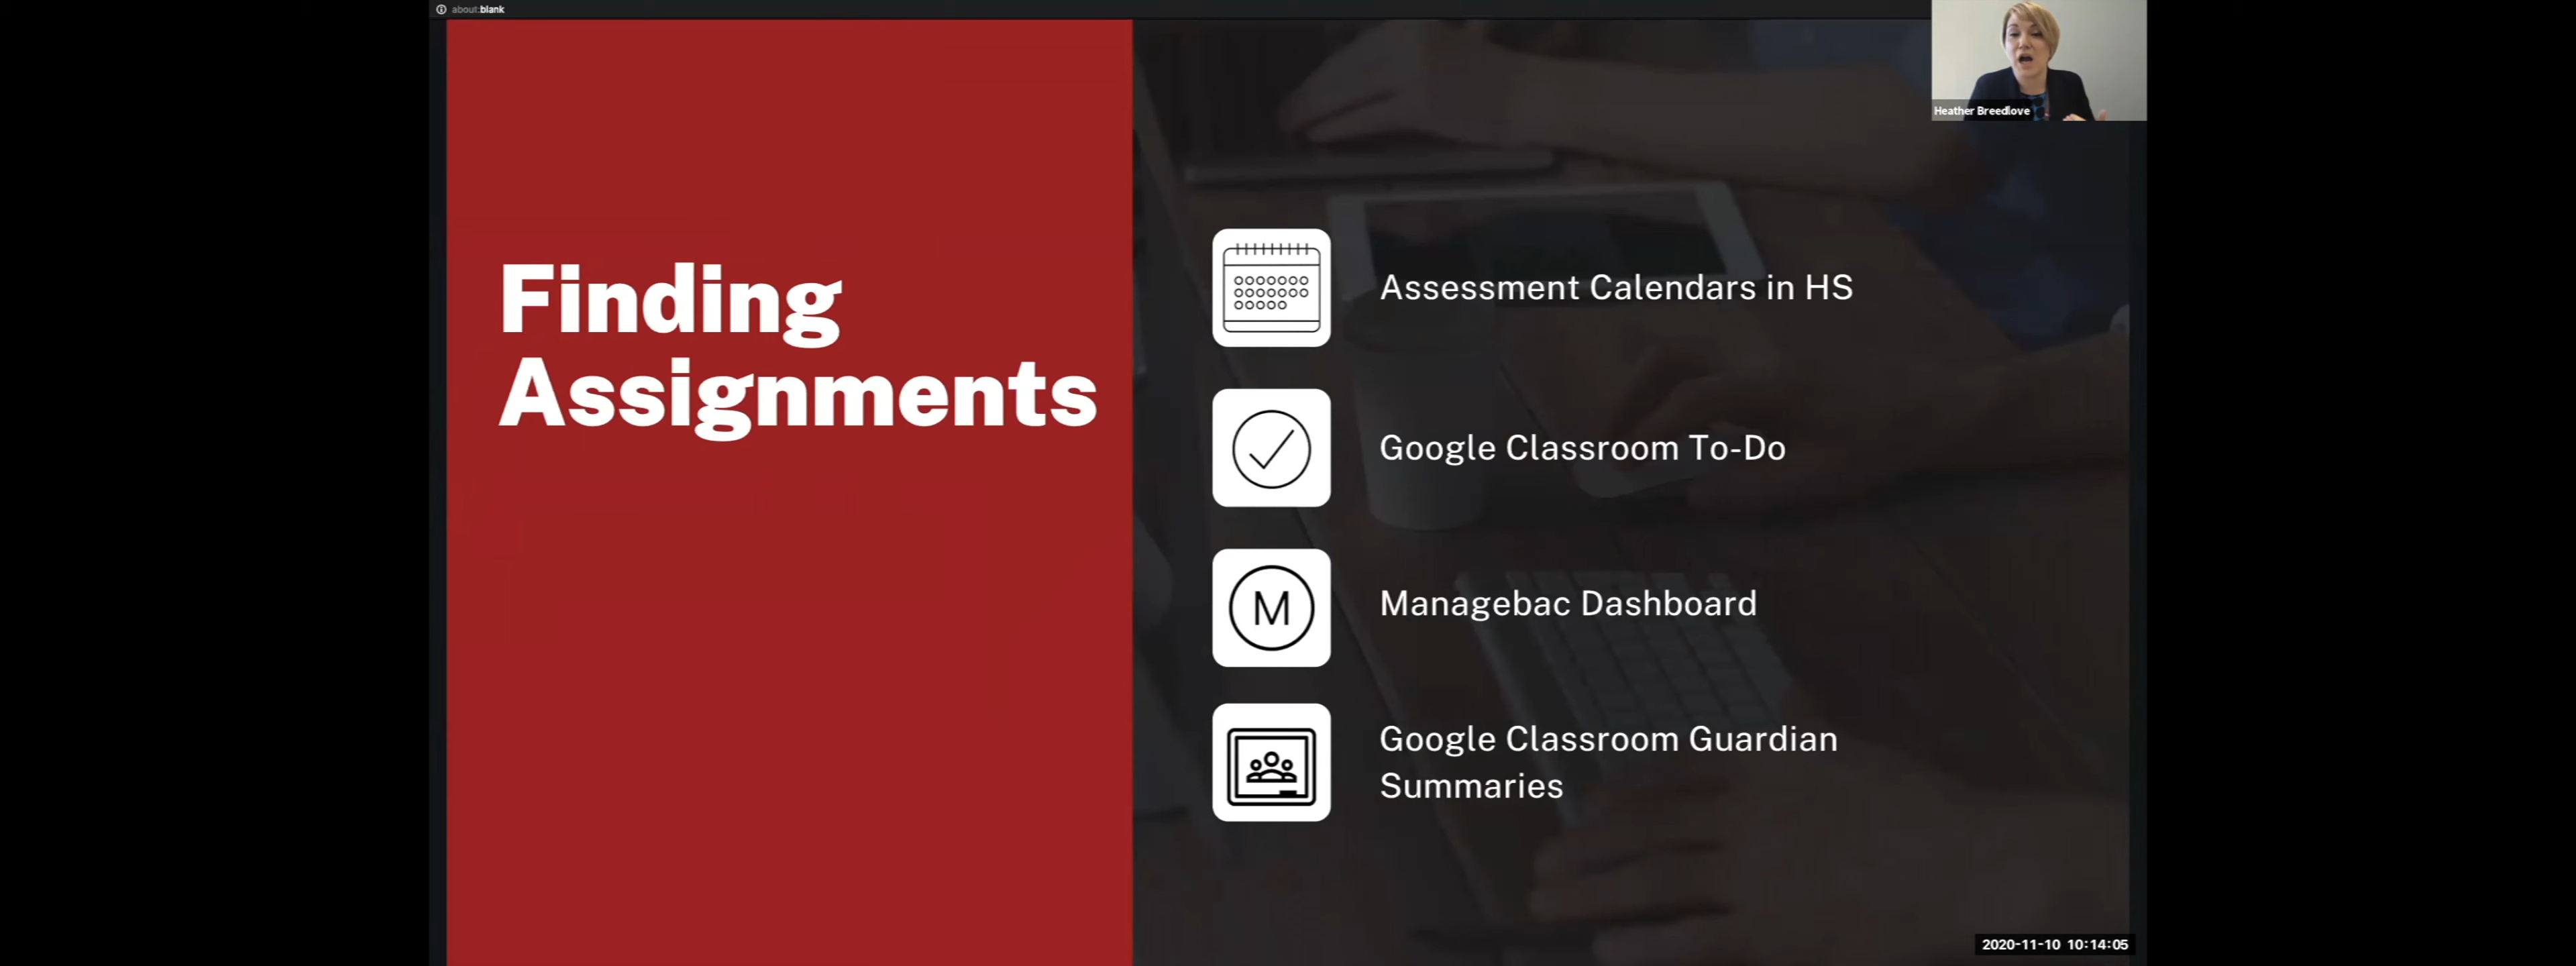 about:blank
Heather Breedlove
Finding
Assignments
Assessment Calendars in HS
Google Classroom To-Do
M
Managebac Dashboard
Google Classroom Guardian
Summaries
2020-11-10 10:14:05